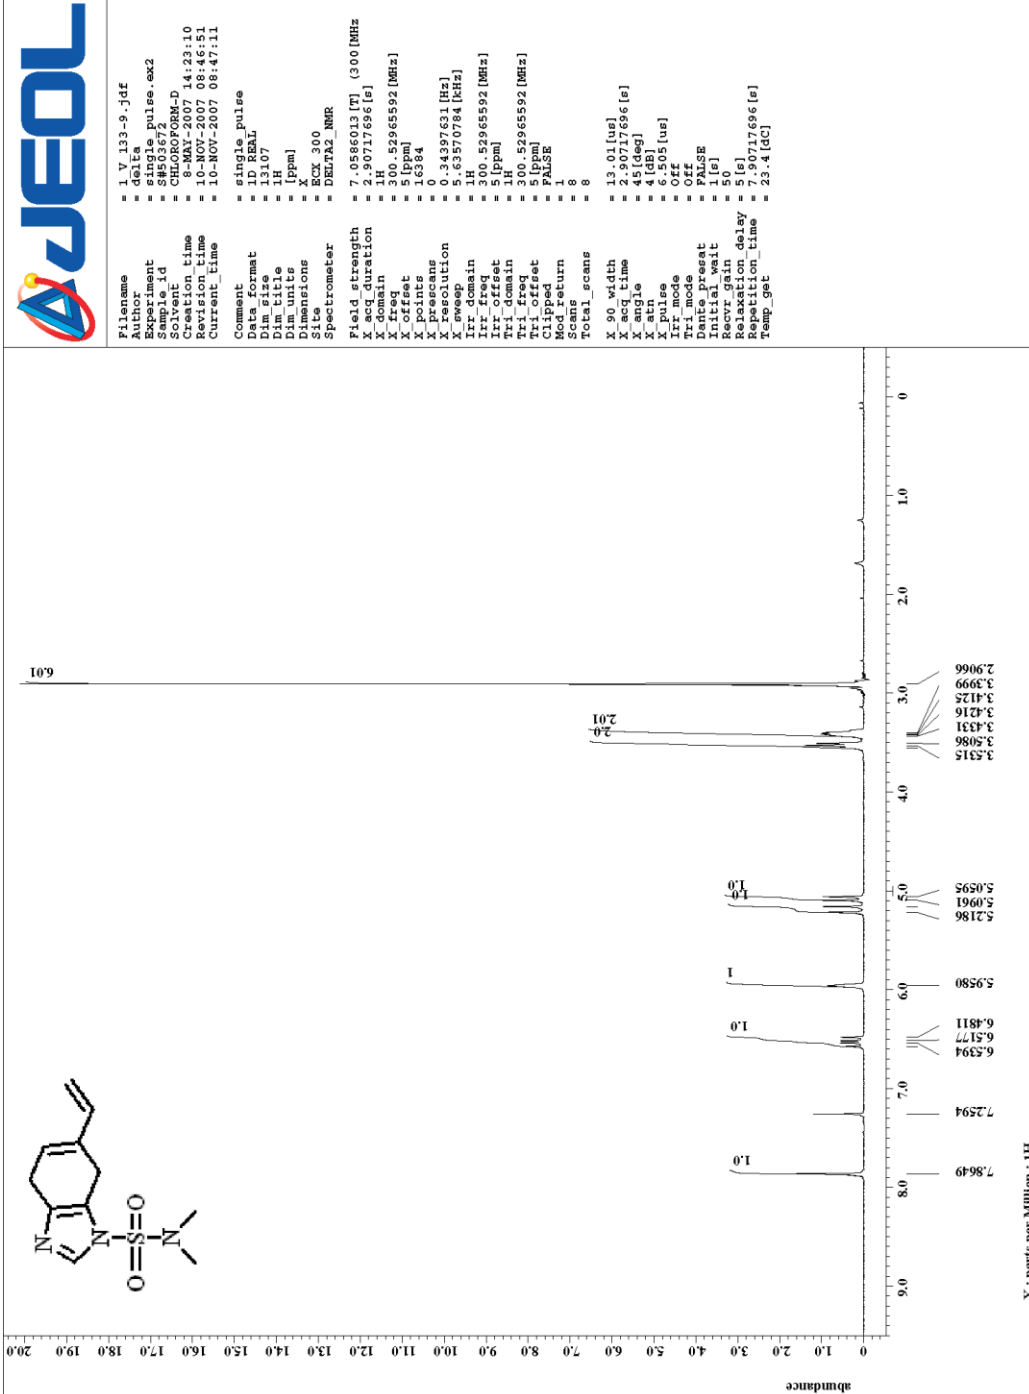 JEOL
Filename = 1_V_133-9.jdf
Author = delta
Experiment = single_pulse.ex2
Sample_id = S#503672
Solvent = CHLOROFORM-D
Creation_time = 8-MAY-2007 14:23:10
Revision_time = 10-NOV-2007 08:46:51
Current_time = 10-NOV-2007 08:47:11
Comment = single_pulse
Data_format = 1D REAL
Dim_size = 13107
Dim_title = 1H
Dim_units = [ppm]
Dimensions = X
Site = ECX 300
Spectrometer = DELTA2_NMR
Field_strength = 7.0586013[T] (300[MHz
X_acq_duration = 2.90717696[s]
X_domain = 1H
X_freq = 300.52965592[MHz]
X_offset = 5[ppm]
X_points = 16384
X_prescans = 0
X_resolution = 0.34397631[Hz]
X_sweep = 5.63570784[kHz]
Irr_domain = 1H
Irr_freq = 300.52965592[MHz]
Irr_offset = 5[ppm]
Tri_domain = 1H
Tri_freq = 300.52965592[MHz]
Tri_offset = 5[ppm]
Clipped = FALSE
Mod_return = 1
Scans = 8
Total_scans = 8
X_90_width = 13.01[us]
X_acq_time = 2.90717696[s]
X_angle = 45[deg]
X_atn = 4[dB]
X_pulse = 6.505[us]
Irr_mode = Off
Tri_mode = Off
Dante_presat = FALSE
Initial_wait = 1[s]
Recvr_gain = 50
Relaxation_delay = 5[s]
Repetition_time = 7.90717696[s]
Temp_get = 23.4[dC]
N
N
O=S=O
N
abundance
0 1.0 2.0 3.0 4.0 5.0 6.0 7.0 8.0 9.0 10.0 11.0 12.0 13.0 14.0 15.0 16.0 17.0 18.0 19.0 20.0
1.0
1.0
1
1.0
1.0
2.0
2.01
6.01
9.0 8.0 7.0 6.0 5.0 4.0 3.0 2.0 1.0 0
7.8649
7.2594
6.5394
6.5177
6.4811
5.9580
5.2186
5.0961
5.0595
3.5315
3.5086
3.4331
3.4216
3.4125
3.3999
2.9066
X : parts per Million : 1H